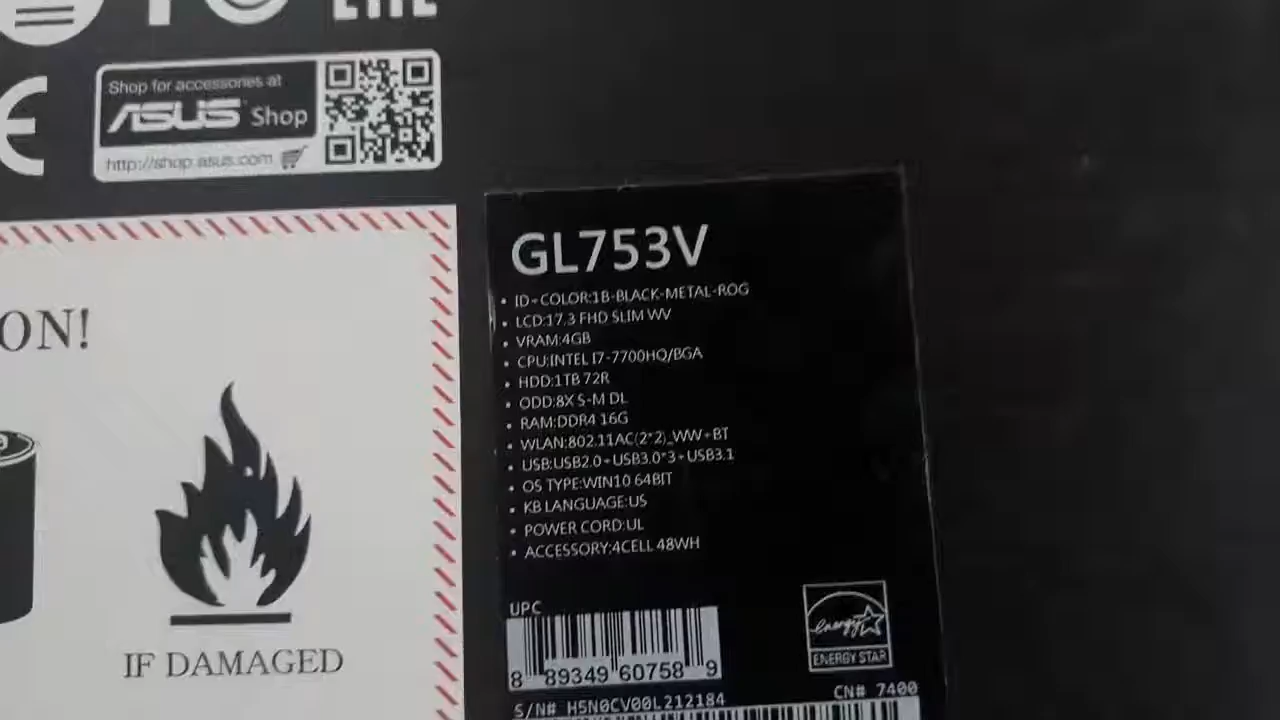 EAC
CE
Shop for accessories at
ASUS Shop
http://shop.asus.com
ON!
IF DAMAGED
GL753V
• ID+COLOR:1B-BLACK-METAL-ROG
• LCD:17.3 FHD SLIM WV
• VRAM:4GB
• CPU:INTEL I7-7700HQ/BGA
• HDD:1TB 72R
• ODD:8X S-M DL
• RAM:DDR4 16G
• WLAN:802.11AC(2*2)_WW+BT
• USB:USB2.0+USB3.0*3+USB3.1
• OS TYPE:WIN10 64BIT
• KB LANGUAGE:US
• POWER CORD:UL
• ACCESSORY:4CELL 48WH
UPC
8 89349 60758 9
energy
ENERGY STAR
CN# 7400
S/N# H5N0CV00L212184